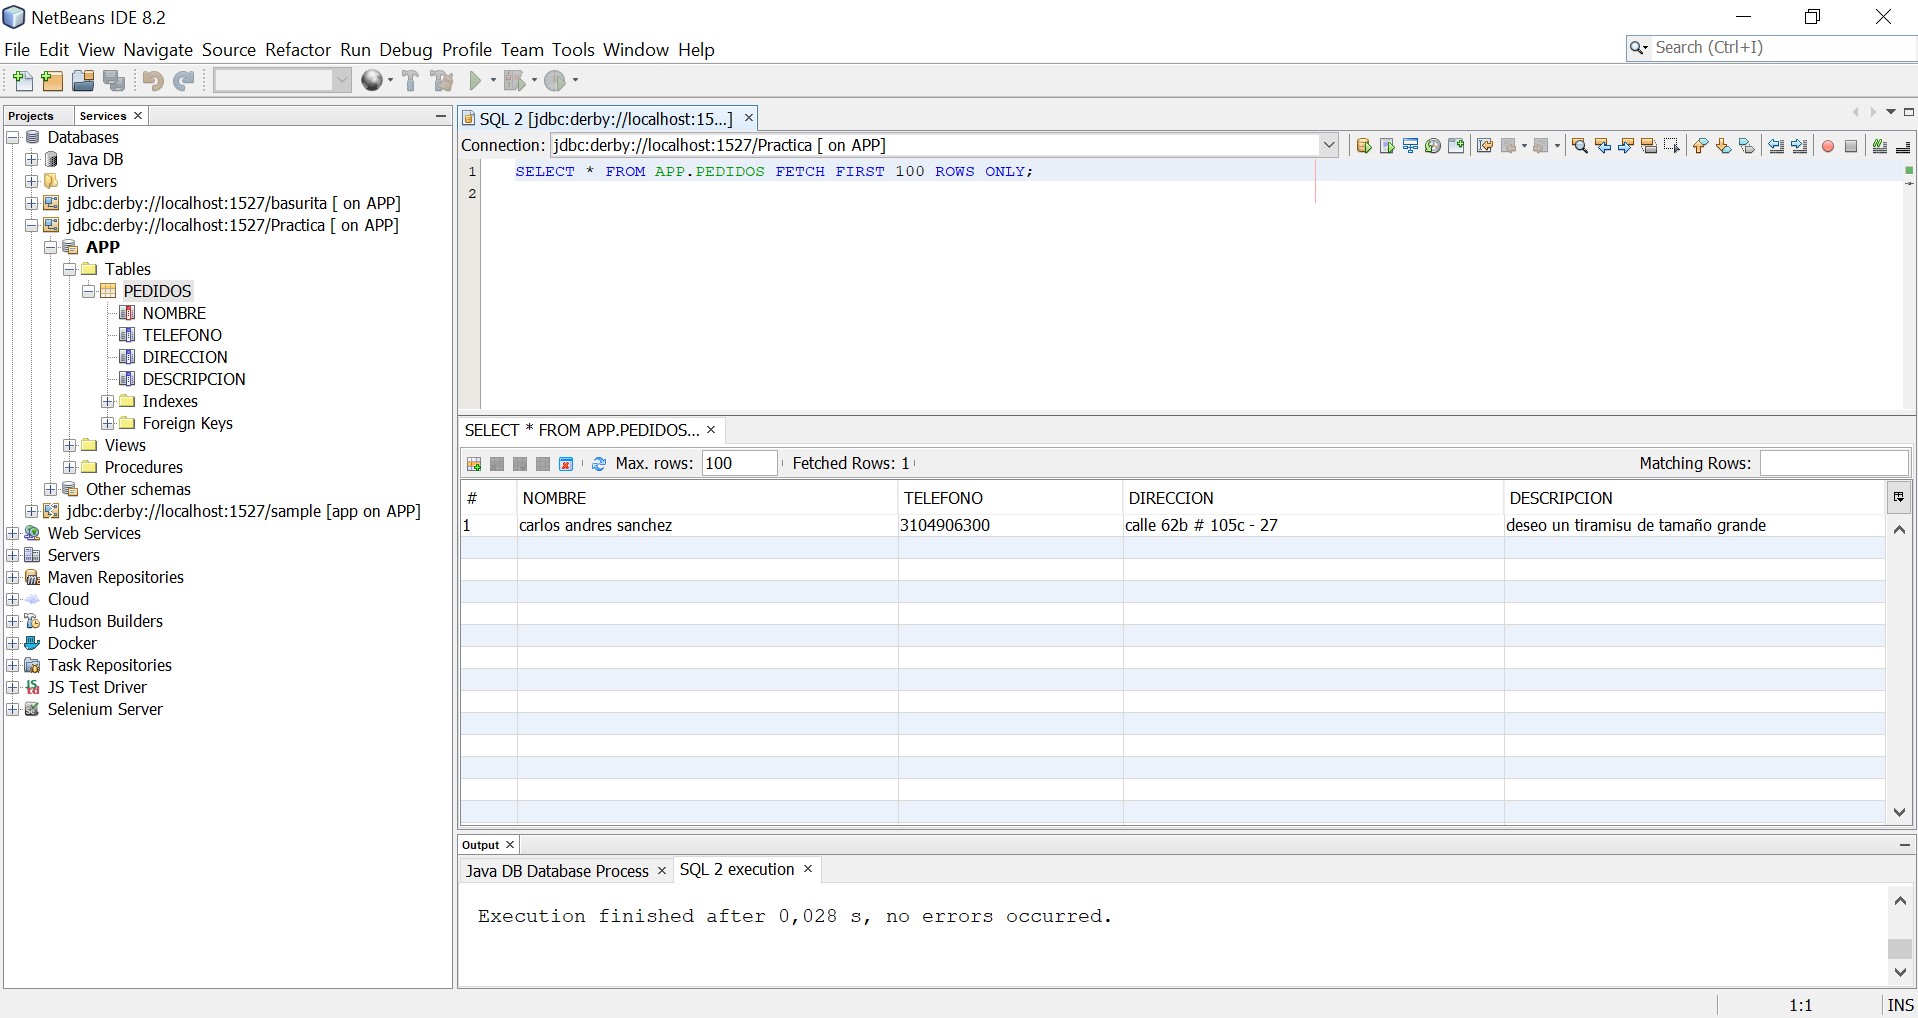 NetBeans IDE 8.2
File Edit View Navigate Source Refactor Run Debug Profile Team Tools Window Help
Search (Ctrl+I)
Projects
Services
Databases
Java DB
Drivers
jdbc:derby://localhost:1527/basurita [ on APP]
jdbc:derby://localhost:1527/Practica [ on APP]
APP
Tables
PEDIDOS
NOMBRE
TELEFONO
DIRECCION
DESCRIPCION
Indexes
Foreign Keys
Views
Procedures
Other schemas
jdbc:derby://localhost:1527/sample [app on APP]
Web Services
Servers
Maven Repositories
Cloud
Hudson Builders
Docker
Task Repositories
JS Test Driver
Selenium Server
SQL 2 [jdbc:derby://localhost:15...]
Connection: jdbc:derby://localhost:1527/Practica [ on APP]
1 SELECT * FROM APP.PEDIDOS FETCH FIRST 100 ROWS ONLY;
2
SELECT * FROM APP.PEDIDOS...
Max. rows: 100 Fetched Rows: 1 Matching Rows:
# NOMBRE TELEFONO DIRECCION DESCRIPCION
1 carlos andres sanchez 3104906300 calle 62b # 105c - 27 deseo un tiramisu de tamaño grande
Output
Java DB Database Process SQL 2 execution
Execution finished after 0,028 s, no errors occurred.
1:1 INS